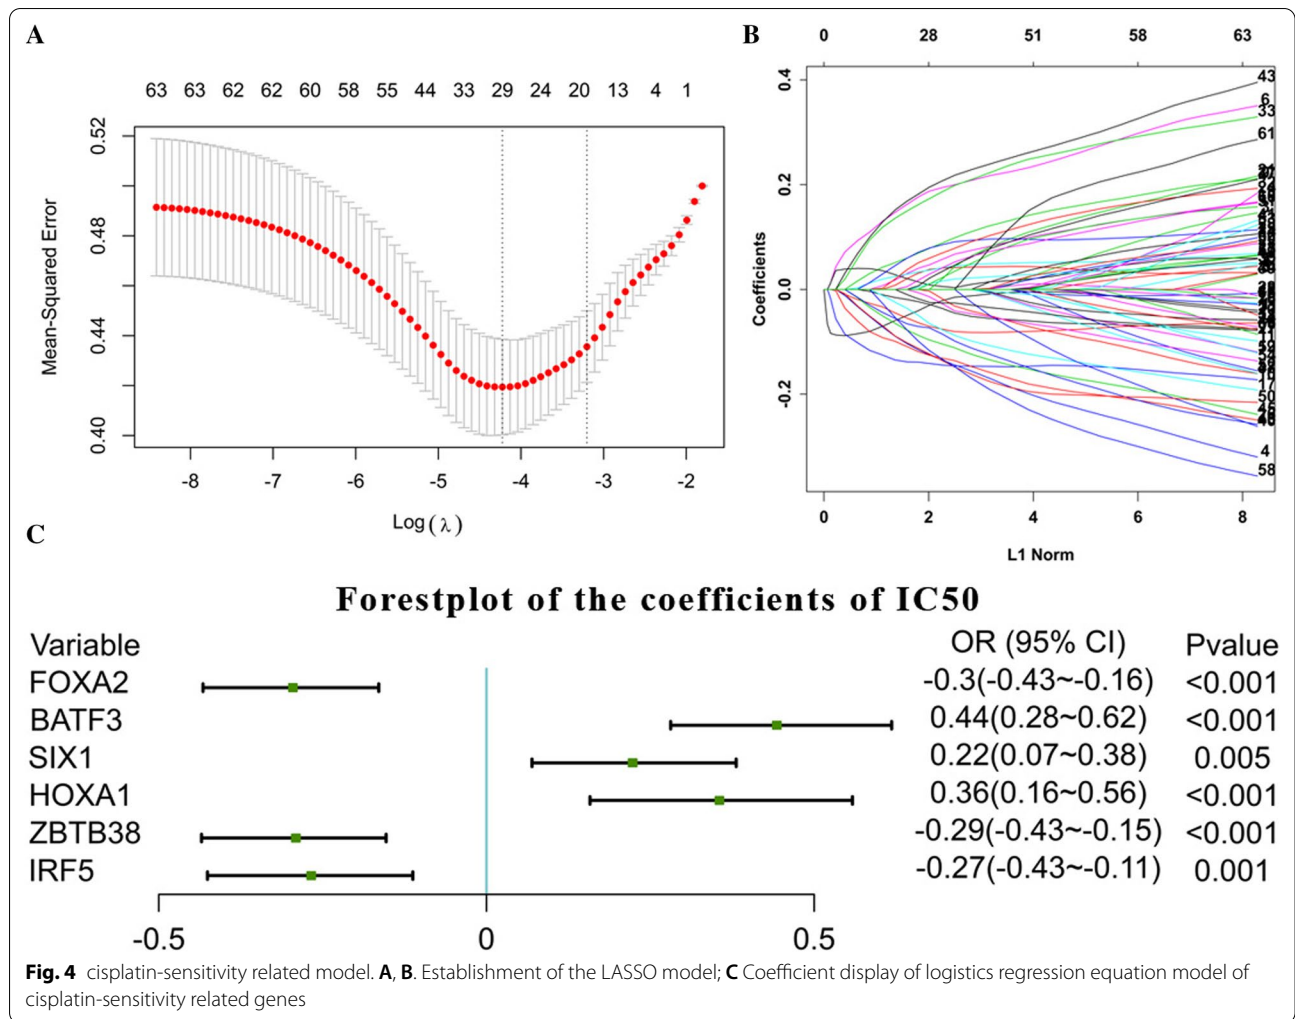 A
63 63 62 62 60 58 55 44 33 29 24 20 13 4 1
0.52
0.48
0.44
0.40
Mean-Squared Error
-8 -7 -6 -5 -4 -3 -2
Log(λ)
B
0 28 51 58 63
0.4
0.2
0.0
-0.2
Coefficients
43
6
33
61
17
50
4
58
0 2 4 6 8
L1 Norm
C
Forestplot of the coefficients of IC50
Variable OR (95% CI) Pvalue
FOXA2 -0.3(-0.43~-0.16) <0.001
BATF3 0.44(0.28~0.62) <0.001
SIX1 0.22(0.07~0.38) 0.005
HOXA1 0.36(0.16~0.56) <0.001
ZBTB38 -0.29(-0.43~-0.15) <0.001
IRF5 -0.27(-0.43~-0.11) 0.001
-0.5 0 0.5
Fig. 4 cisplatin-sensitivity related model. A, B. Establishment of the LASSO model; C Coefficient display of logistics regression equation model of
cisplatin-sensitivity related genes